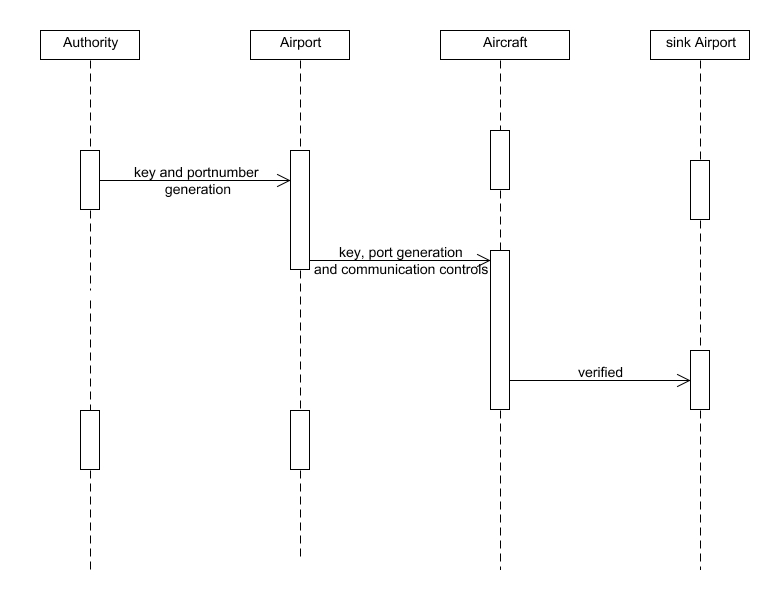 Authority
Airport
Aircraft
sink Airport
key and portnumber
generation
key, port generation
and communication controls
verified